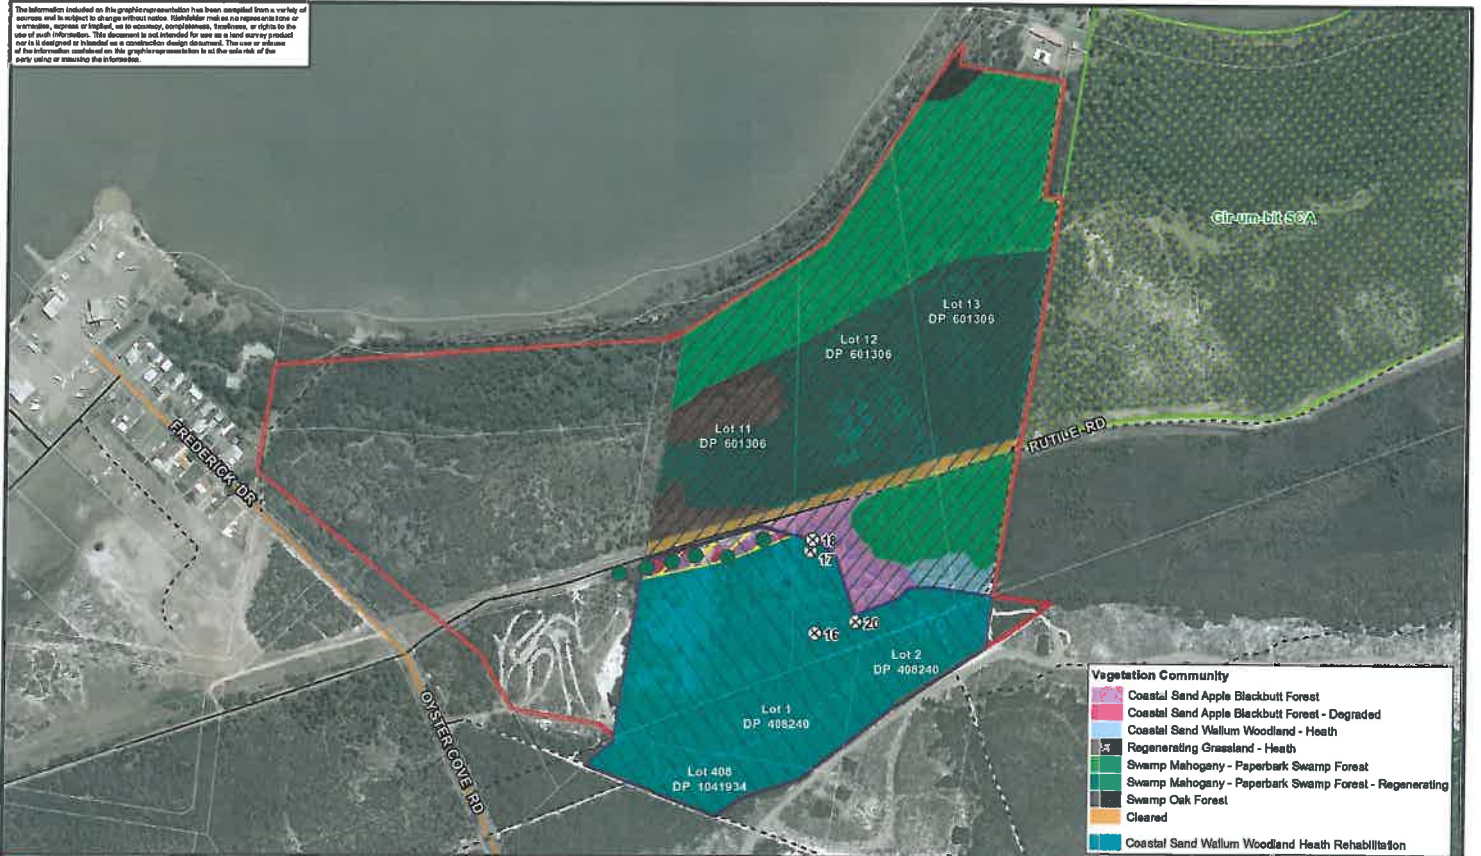 The information included on this graphic representation has been compiled from a variety of
sources and is subject to change without notice. Kleinfelder makes no representations or
warranties, express or implied, as to accuracy, completeness, timeliness, or rights to the
use of such information. This document is not intended for use as a land survey product
nor is it designed or intended as a construction design document. The use or misuse
of the information contained on this graphic representation is at the sole risk of the
party using or misusing the information.
Gir-um-bit SCA
Lot 13
DP 601306
Lot 12
DP 601306
Lot 11
DP 601306
RUTILE RD
FREDERICK DR
18
17
20
16
Lot 2
DP 408240
Lot 1
DP 408240
Lot 408
DP 1041934
OYSTER COVE RD
Vegetation Community
Coastal Sand Apple Blackbutt Forest
Coastal Sand Apple Blackbutt Forest - Degraded
Coastal Sand Wallum Woodland - Heath
Regenerating Grassland - Heath
Swamp Mahogany - Paperbark Swamp Forest
Swamp Mahogany - Paperbark Swamp Forest - Regenerating
Swamp Oak Forest
Cleared
Coastal Sand Wallum Woodland Heath Rehabilitation